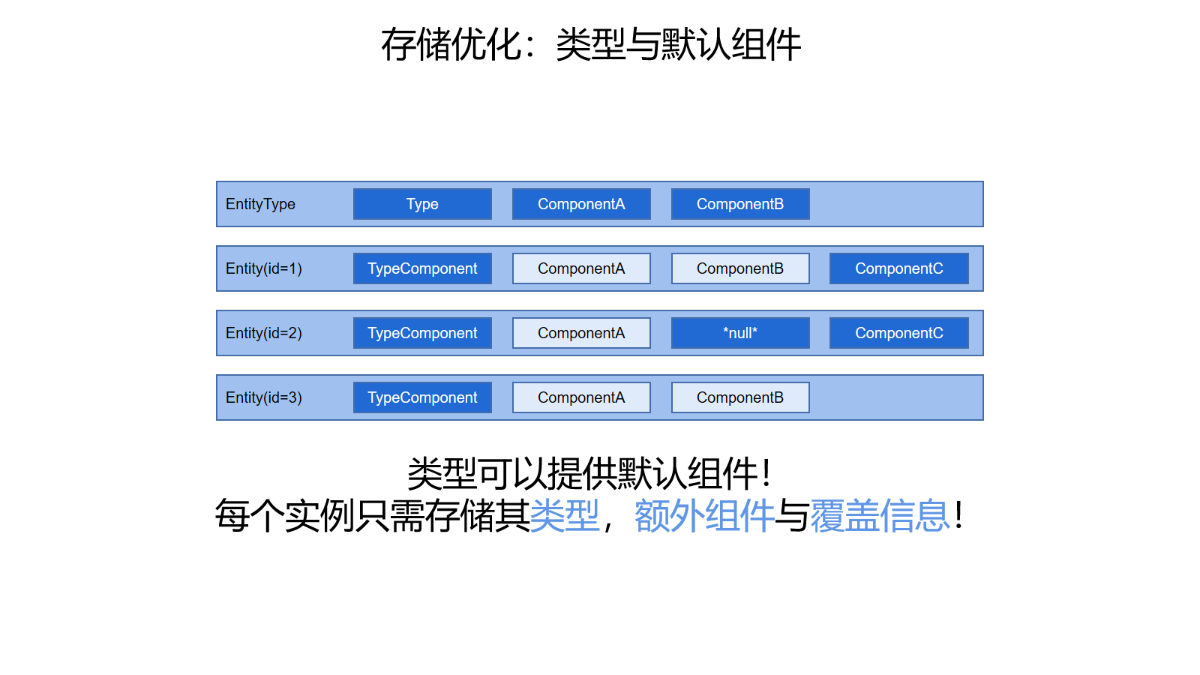 存储优化：类型与默认组件
EntityType Type ComponentA ComponentB
Entity(id=1) TypeComponent ComponentA ComponentB ComponentC
Entity(id=2) TypeComponent ComponentA *null* ComponentC
Entity(id=3) TypeComponent ComponentA ComponentB
类型可以提供默认组件！
每个实例只需存储其类型，额外组件与覆盖信息！